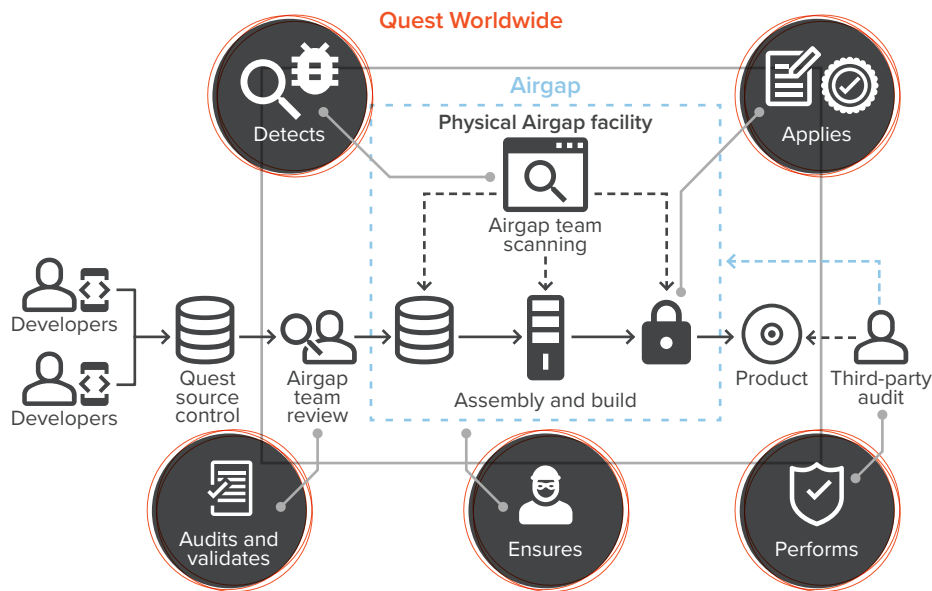 Quest Worldwide
Detects
Airgap
Physical Airgap facility
Applies
Airgap team
scanning
Developers
Developers
Quest
source
control
Airgap
team
review
Assembly and build
Product
Third-party
audit
Audits and
validates
Ensures
Performs